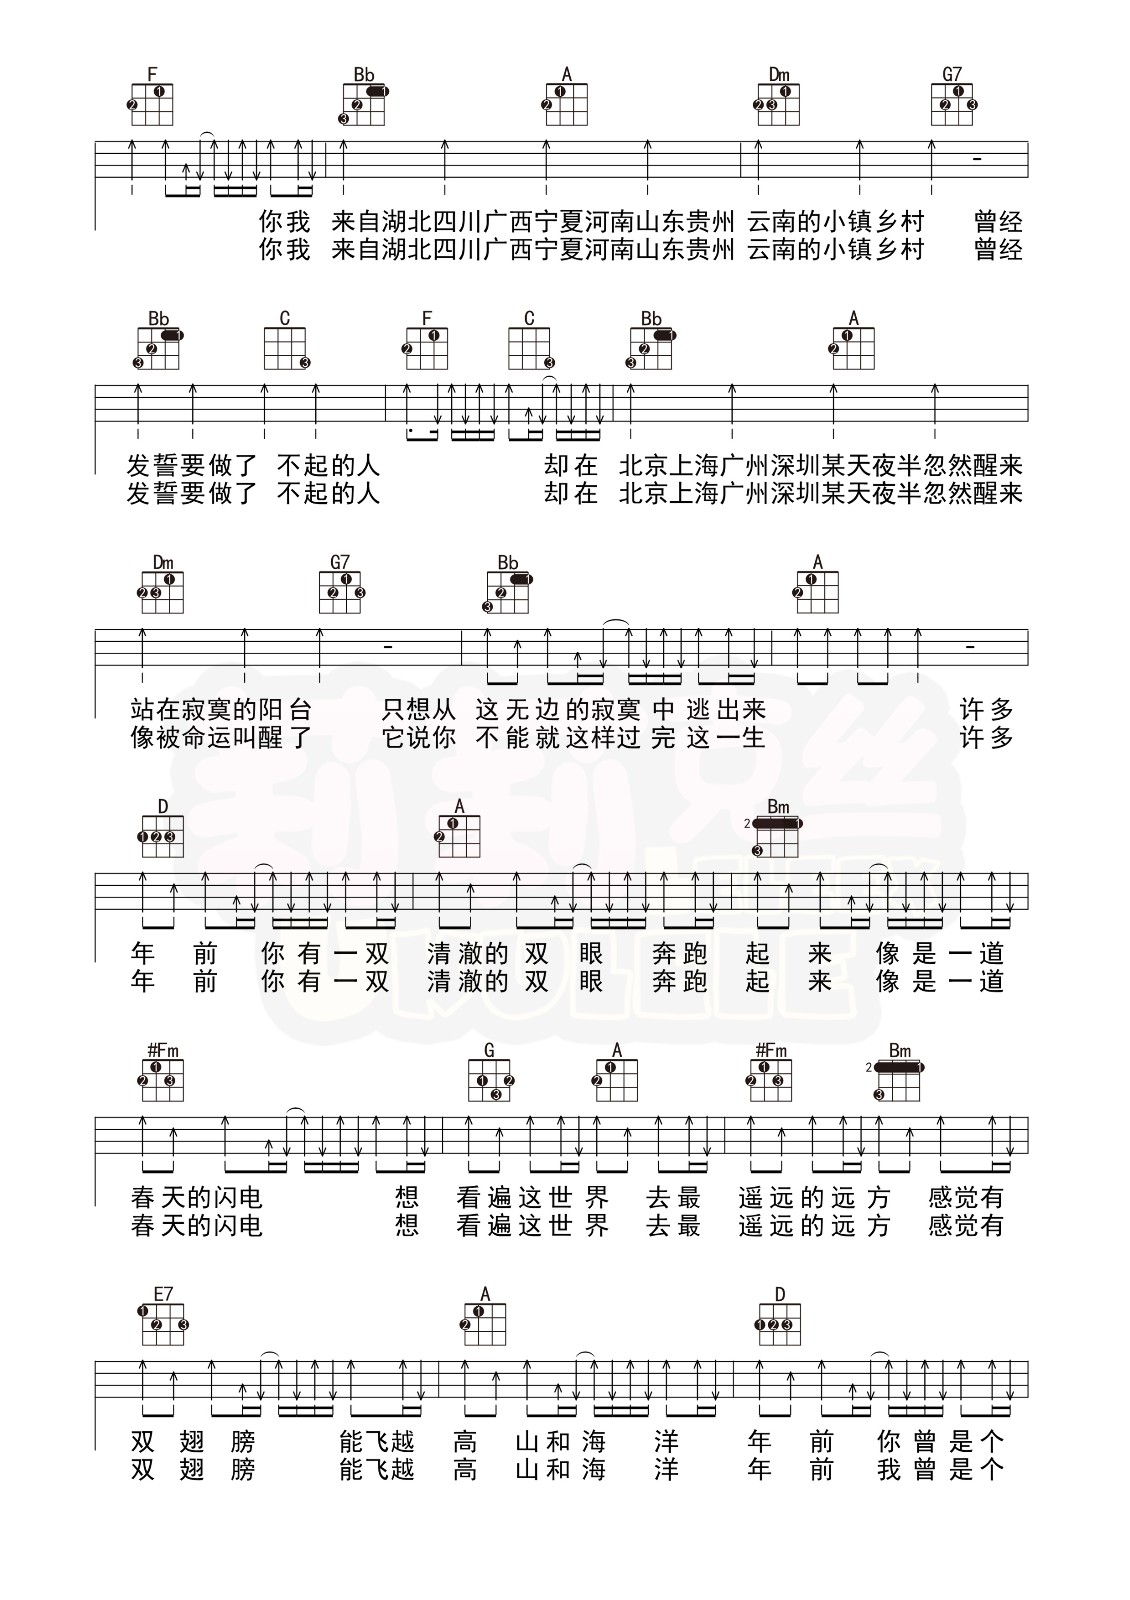 F Bb A Dm G7
你我 来自湖北四川广西宁夏河南山东贵州 云南的小镇乡村 曾经
你我 来自湖北四川广西宁夏河南山东贵州 云南的小镇乡村 曾经
Bb C F C Bb A
发誓要做了 不起的人 却在 北京上海广州深圳某天夜半忽然醒来
发誓要做了 不起的人 却在 北京上海广州深圳某天夜半忽然醒来
Dm G7 Bb A
站在寂寞的阳台 只想从 这无边的寂寞中逃出来 许多
像被命运叫醒了 它说你 不能就这样过完这一生 许多
D A Bm
2
年 前 你有一双 清澈的双 眼 奔跑 起 来 像是一道
年 前 你有一双 清澈的双 眼 奔跑 起 来 像是一道
#Fm G A #Fm Bm
2
春天的闪电 想 看遍这世界 去最 遥远的远方 感觉有
春天的闪电 想 看遍这世界 去最 遥远的远方 感觉有
E7 A D
双 翅 膀 能飞越 高 山和海 洋 年 前 你曾是个
双 翅 膀 能飞越 高 山和海 洋 年 前 我曾是个